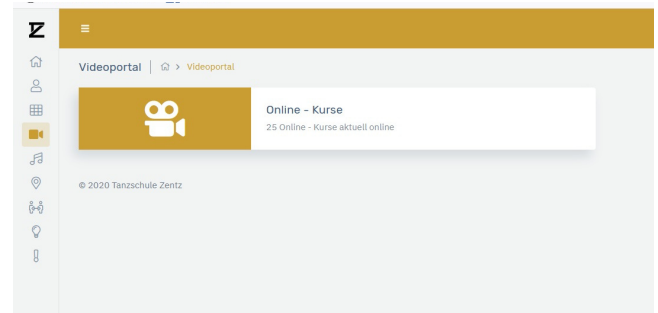 Videoportal
Videoportal
Online - Kurse
25 Online - Kurse aktuell online
© 2020 Tanzschule Zentz